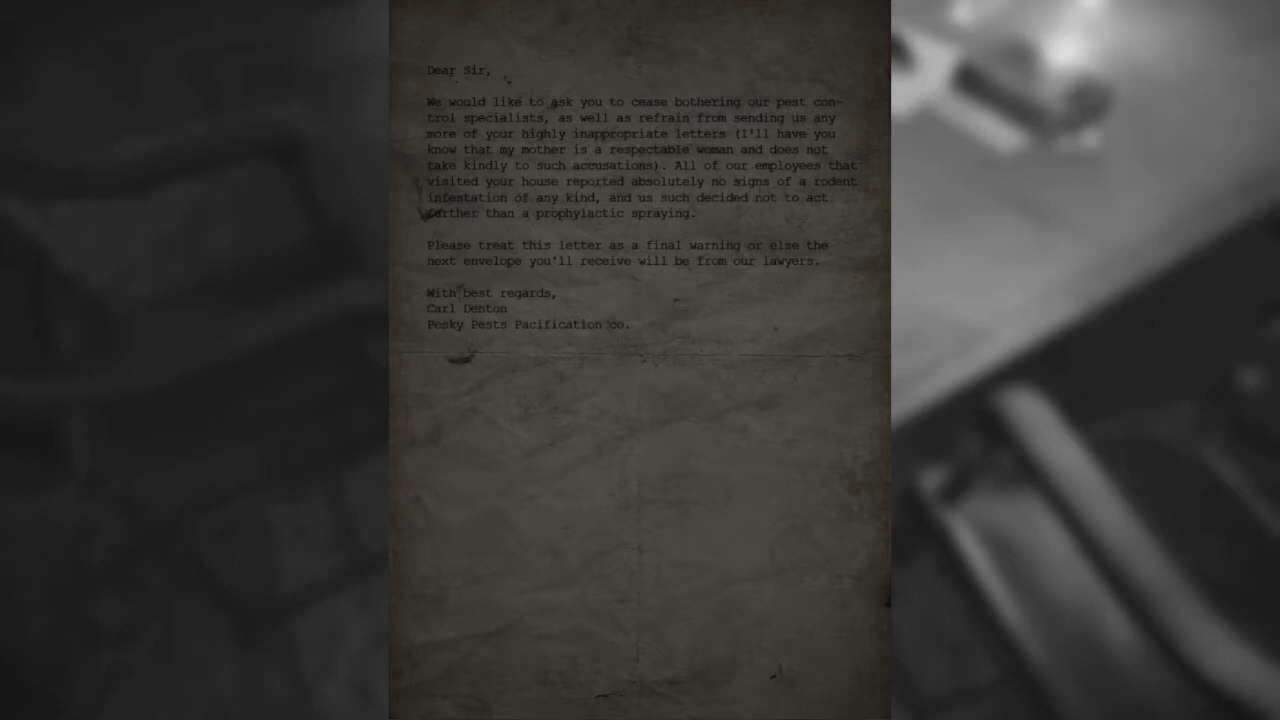 Dear Sir,
We would like to ask you to cease bothering our pest con-
trol specialists, as well as refrain from sending us any
more of your highly inappropriate letters (I'll have you
know that my mother is a respectable woman and does not
take kindly to such accusations). All of our employees that
visited your house reported absolutely no signs of a rodent
infestation of any kind, and us such decided not to act
further than a prophylactic spraying.
Please treat this letter as a final warning or else the
next envelope you'll receive will be from our lawyers.
With best regards,
Carl Denton
Pesky Pests Pacification co.